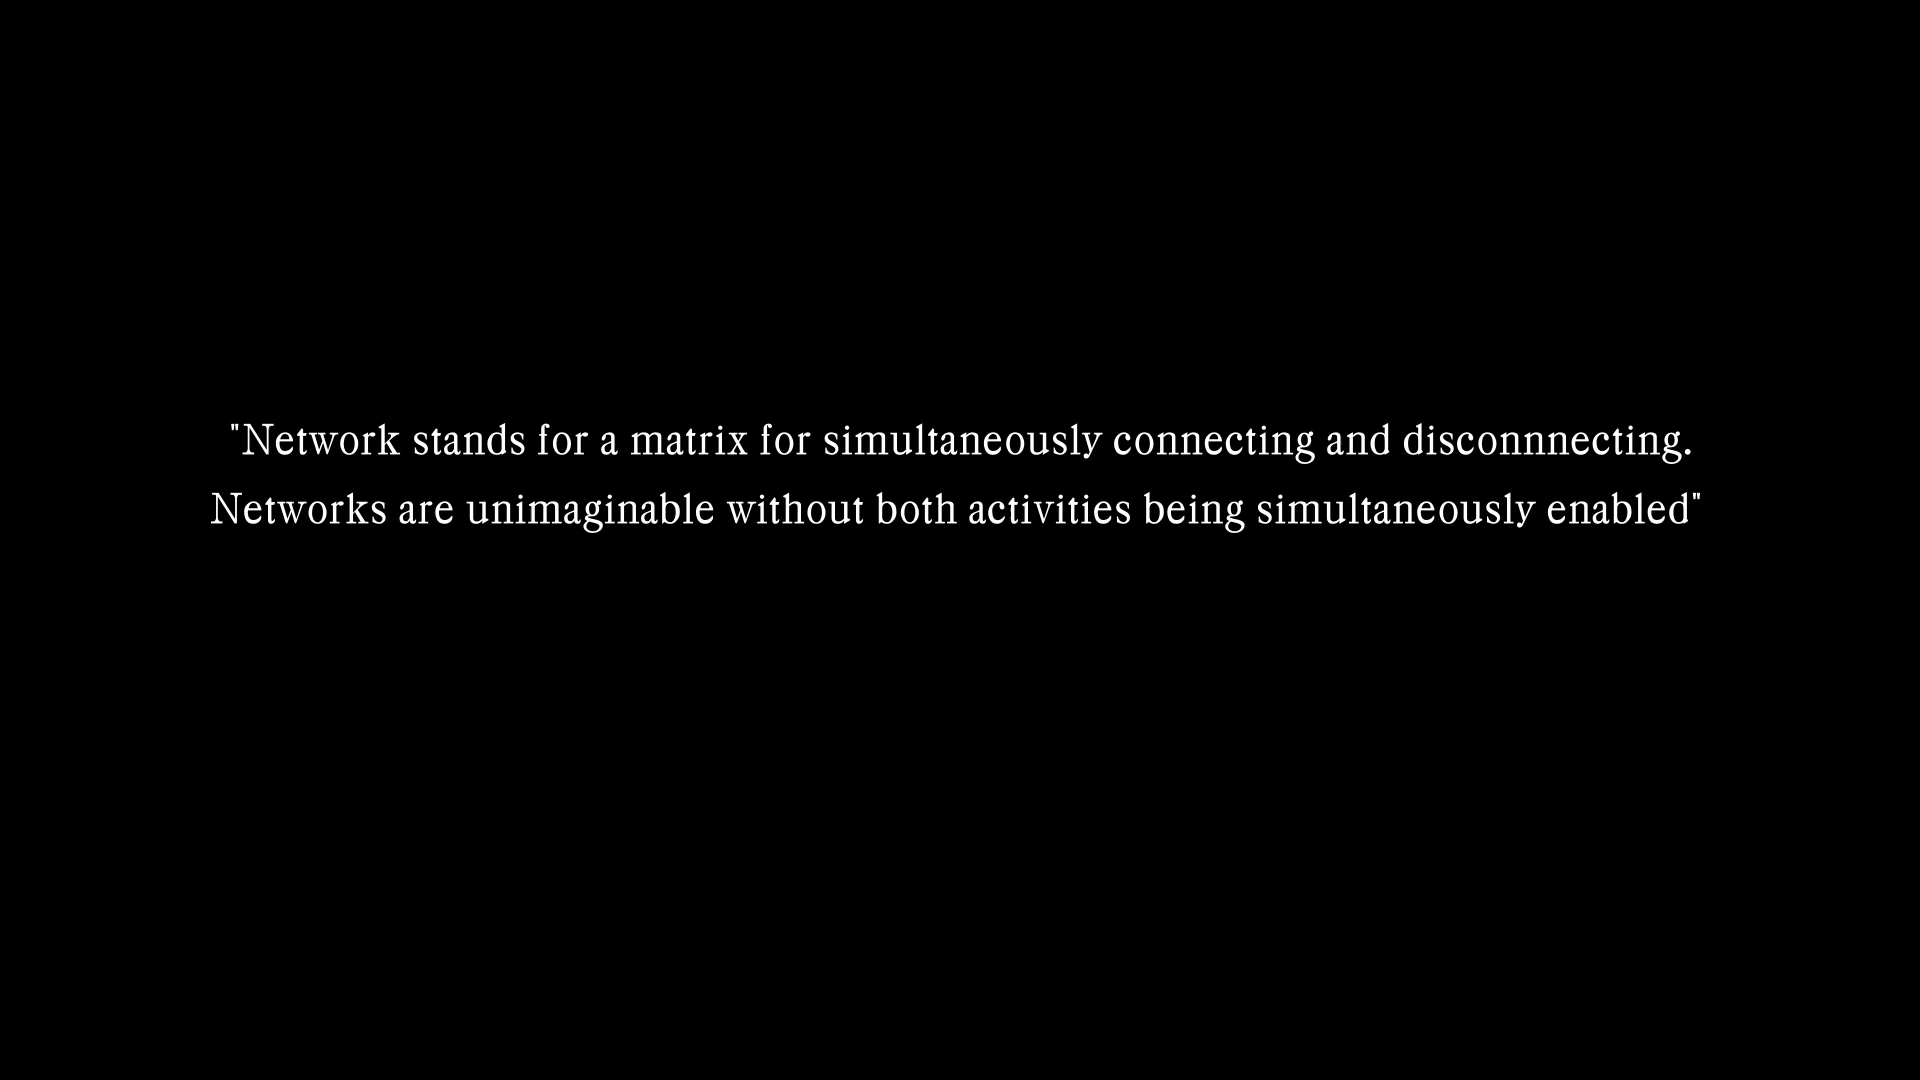 "Network stands for a matrix for simultaneously connecting and disconnnecting.
Networks are unimaginable without both activities being simultaneously enabled"